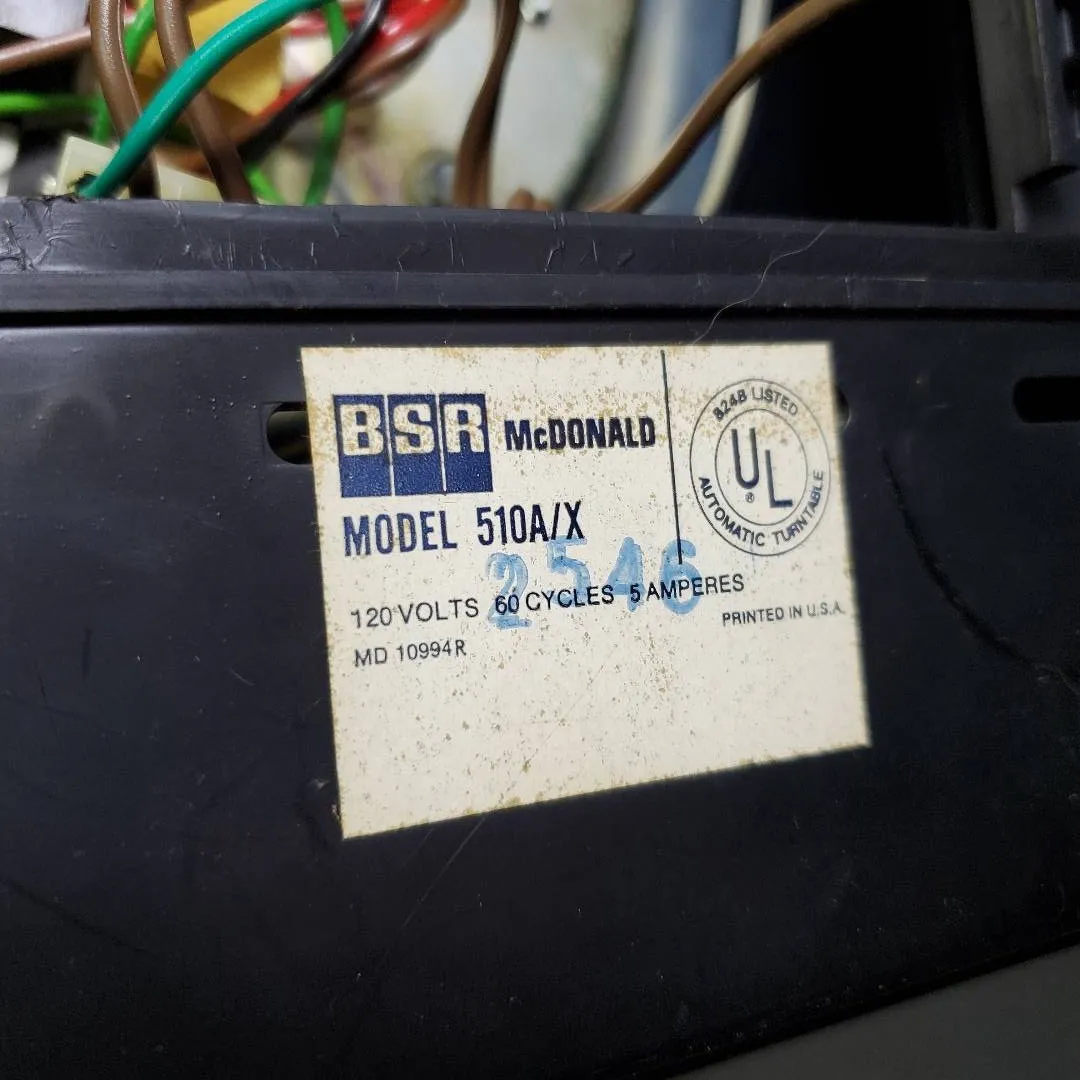 BSR McDONALD
MODEL 510A/X
2546
120 VOLTS 60 CYCLES 5 AMPERES
MD 10994R
824B LISTED
UL
®
AUTOMATIC TURNTABLE
PRINTED IN U.S.A.